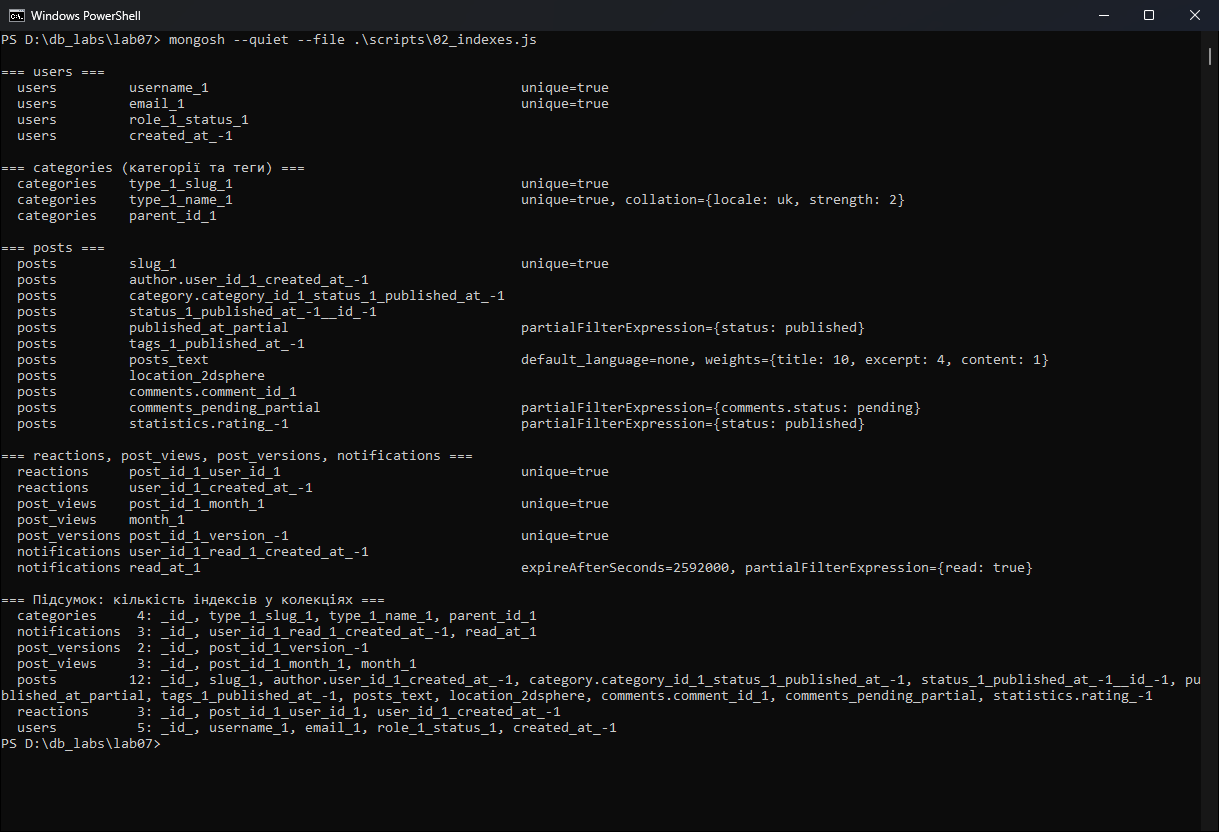 Windows PowerShell
PS D:\db_labs\lab07> mongosh --quiet --file .\scripts\02_indexes.js
=== users ===
users username_1 unique=true
users email_1 unique=true
users role_1_status_1
users created_at_-1
=== categories (категорії та теги) ===
categories type_1_slug_1 unique=true
categories type_1_name_1 unique=true, collation={locale: uk, strength: 2}
categories parent_id_1
=== posts ===
posts slug_1 unique=true
posts author.user_id_1_created_at_-1
posts category.category_id_1_status_1_published_at_-1
posts status_1_published_at_-1__id_-1
posts published_at_partial partialFilterExpression={status: published}
posts tags_1_published_at_-1
posts posts_text default_language=none, weights={title: 10, excerpt: 4, content: 1}
posts location_2dsphere
posts comments.comment_id_1
posts comments_pending_partial partialFilterExpression={comments.status: pending}
posts statistics.rating_-1 partialFilterExpression={status: published}
=== reactions, post_views, post_versions, notifications ===
reactions post_id_1_user_id_1 unique=true
reactions user_id_1_created_at_-1
post_views post_id_1_month_1 unique=true
post_views month_1
post_versions post_id_1_version_-1 unique=true
notifications user_id_1_read_1_created_at_-1
notifications read_at_1 expireAfterSeconds=2592000, partialFilterExpression={read: true}
=== Підсумок: кількість індексів у колекціях ===
categories 4: _id_, type_1_slug_1, type_1_name_1, parent_id_1
notifications 3: _id_, user_id_1_read_1_created_at_-1, read_at_1
post_versions 2: _id_, post_id_1_version_-1
post_views 3: _id_, post_id_1_month_1, month_1
posts 12: _id_, slug_1, author.user_id_1_created_at_-1, category.category_id_1_status_1_published_at_-1, status_1_published_at_-1__id_-1, pu
blished_at_partial, tags_1_published_at_-1, posts_text, location_2dsphere, comments.comment_id_1, comments_pending_partial, statistics.rating_-1
reactions 3: _id_, post_id_1_user_id_1, user_id_1_created_at_-1
users 5: _id_, username_1, email_1, role_1_status_1, created_at_-1
PS D:\db_labs\lab07>